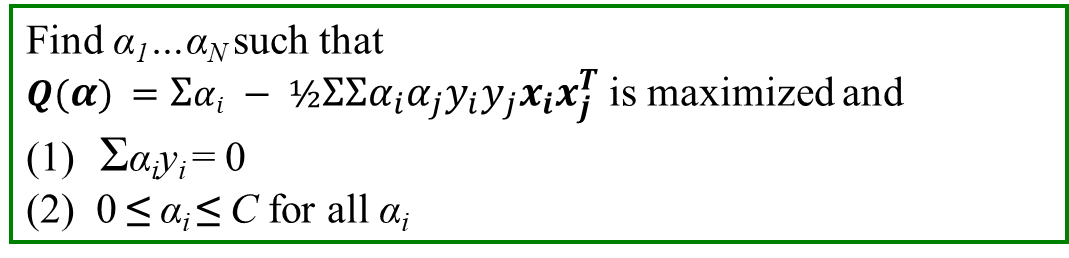 Find α₁...α_N such that
Q(α) = Σαᵢ − ½ΣΣαᵢαⱼyᵢyⱼxᵢxⱼᵀ is maximized and
(1) Σαᵢyᵢ = 0
(2) 0 ≤ αᵢ ≤ C for all αᵢ